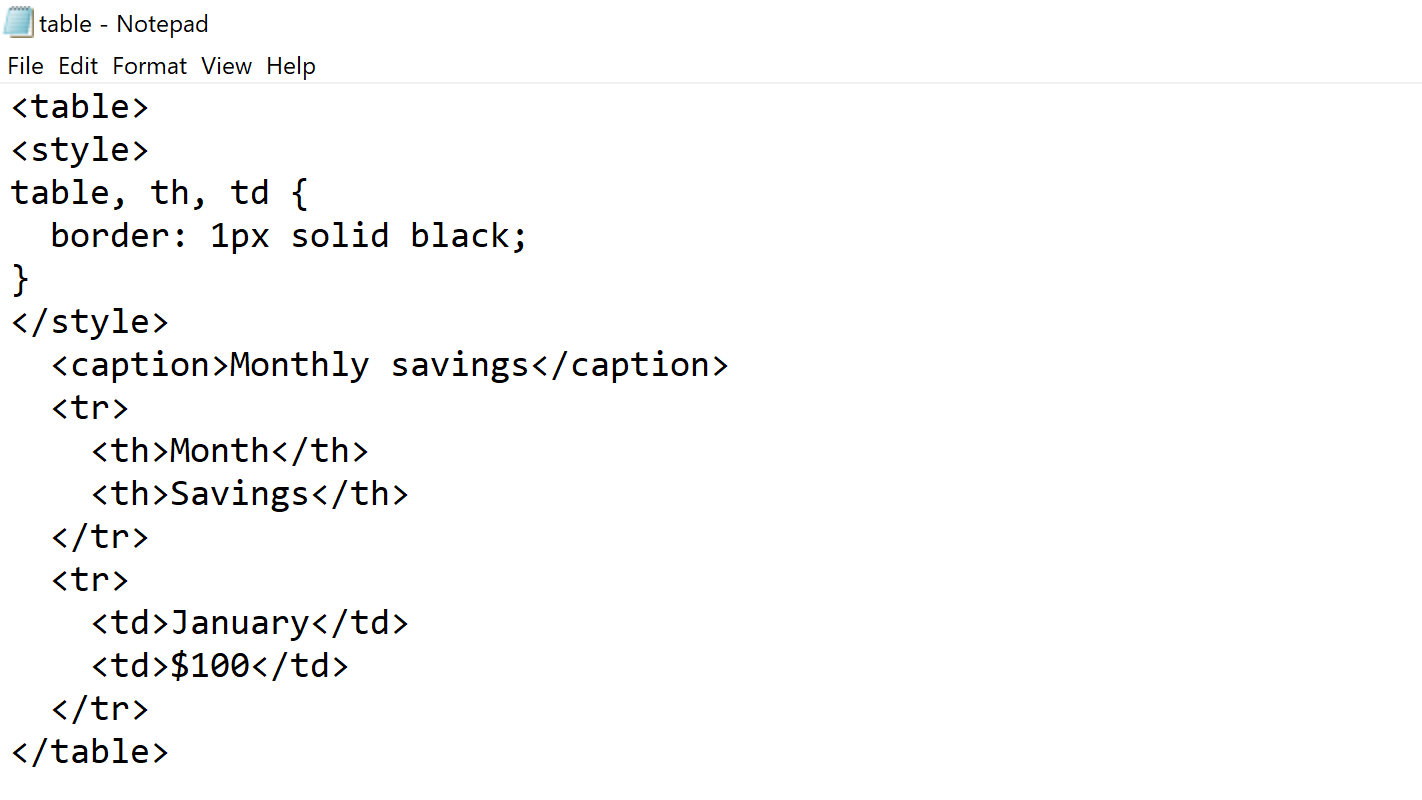 table - Notepad
File Edit Format View Help
<table>
<style>
table, th, td {
  border: 1px solid black;
}
</style>
  <caption>Monthly savings</caption>
  <tr>
    <th>Month</th>
    <th>Savings</th>
  </tr>
  <tr>
    <td>January</td>
    <td>$100</td>
  </tr>
</table>